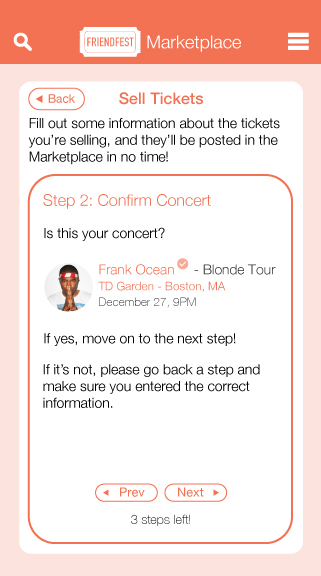 FRIENDFEST Marketplace
Back
Sell Tickets
Fill out some information about the tickets
you're selling, and they'll be posted in the
Marketplace in no time!
Step 2: Confirm Concert
Is this your concert?
Frank Ocean - Blonde Tour
TD Garden - Boston, MA
December 27, 9PM
If yes, move on to the next step!
If it's not, please go back a step and
make sure you entered the correct
information.
Prev Next
3 steps left!